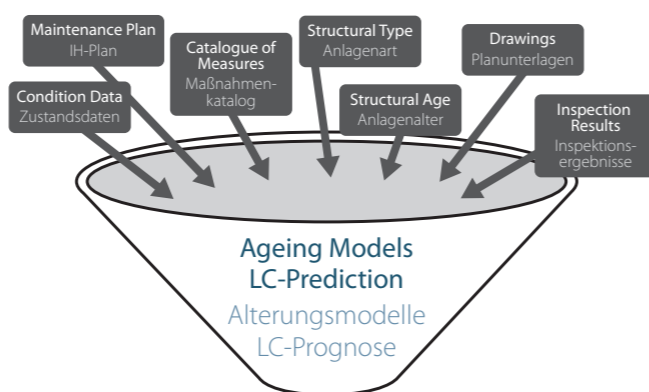 Maintenance Plan
IH-Plan
Catalogue of
Measures
Maßnahmen-
katalog
Structural Type
Anlagenart
Drawings
Planunterlagen
Condition Data
Zustandsdaten
Structural Age
Anlagenalter
Inspection
Results
Inspektions-
ergebnisse
Ageing Models
LC-Prediction
Alterungsmodelle
LC-Prognose